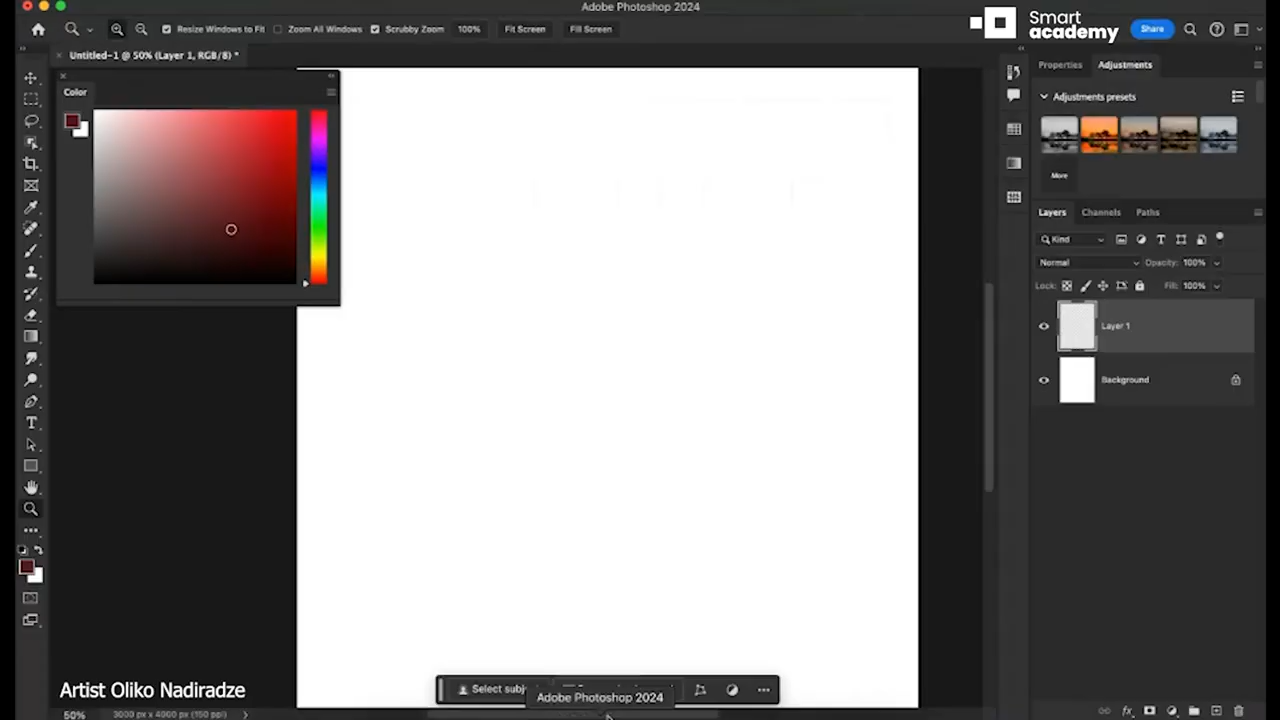 Adobe Photoshop 2024
Resize Windows to Fit
Zoom All Windows
Scrubby Zoom
100%
Fit Screen
Fill Screen
Smart
academy
Share
Untitled-1 @ 50% (Layer 1, RGB/8) *
Color
Properties
Adjustments
Adjustments presets
More
Layers
Channels
Paths
Kind
Normal
Opacity: 100%
Lock:
Fill: 100%
Layer 1
Background
Select subj
Adobe Photoshop 2024
Artist Oliko Nadiradze
50%
3000 px x 4000 px (150 ppi)